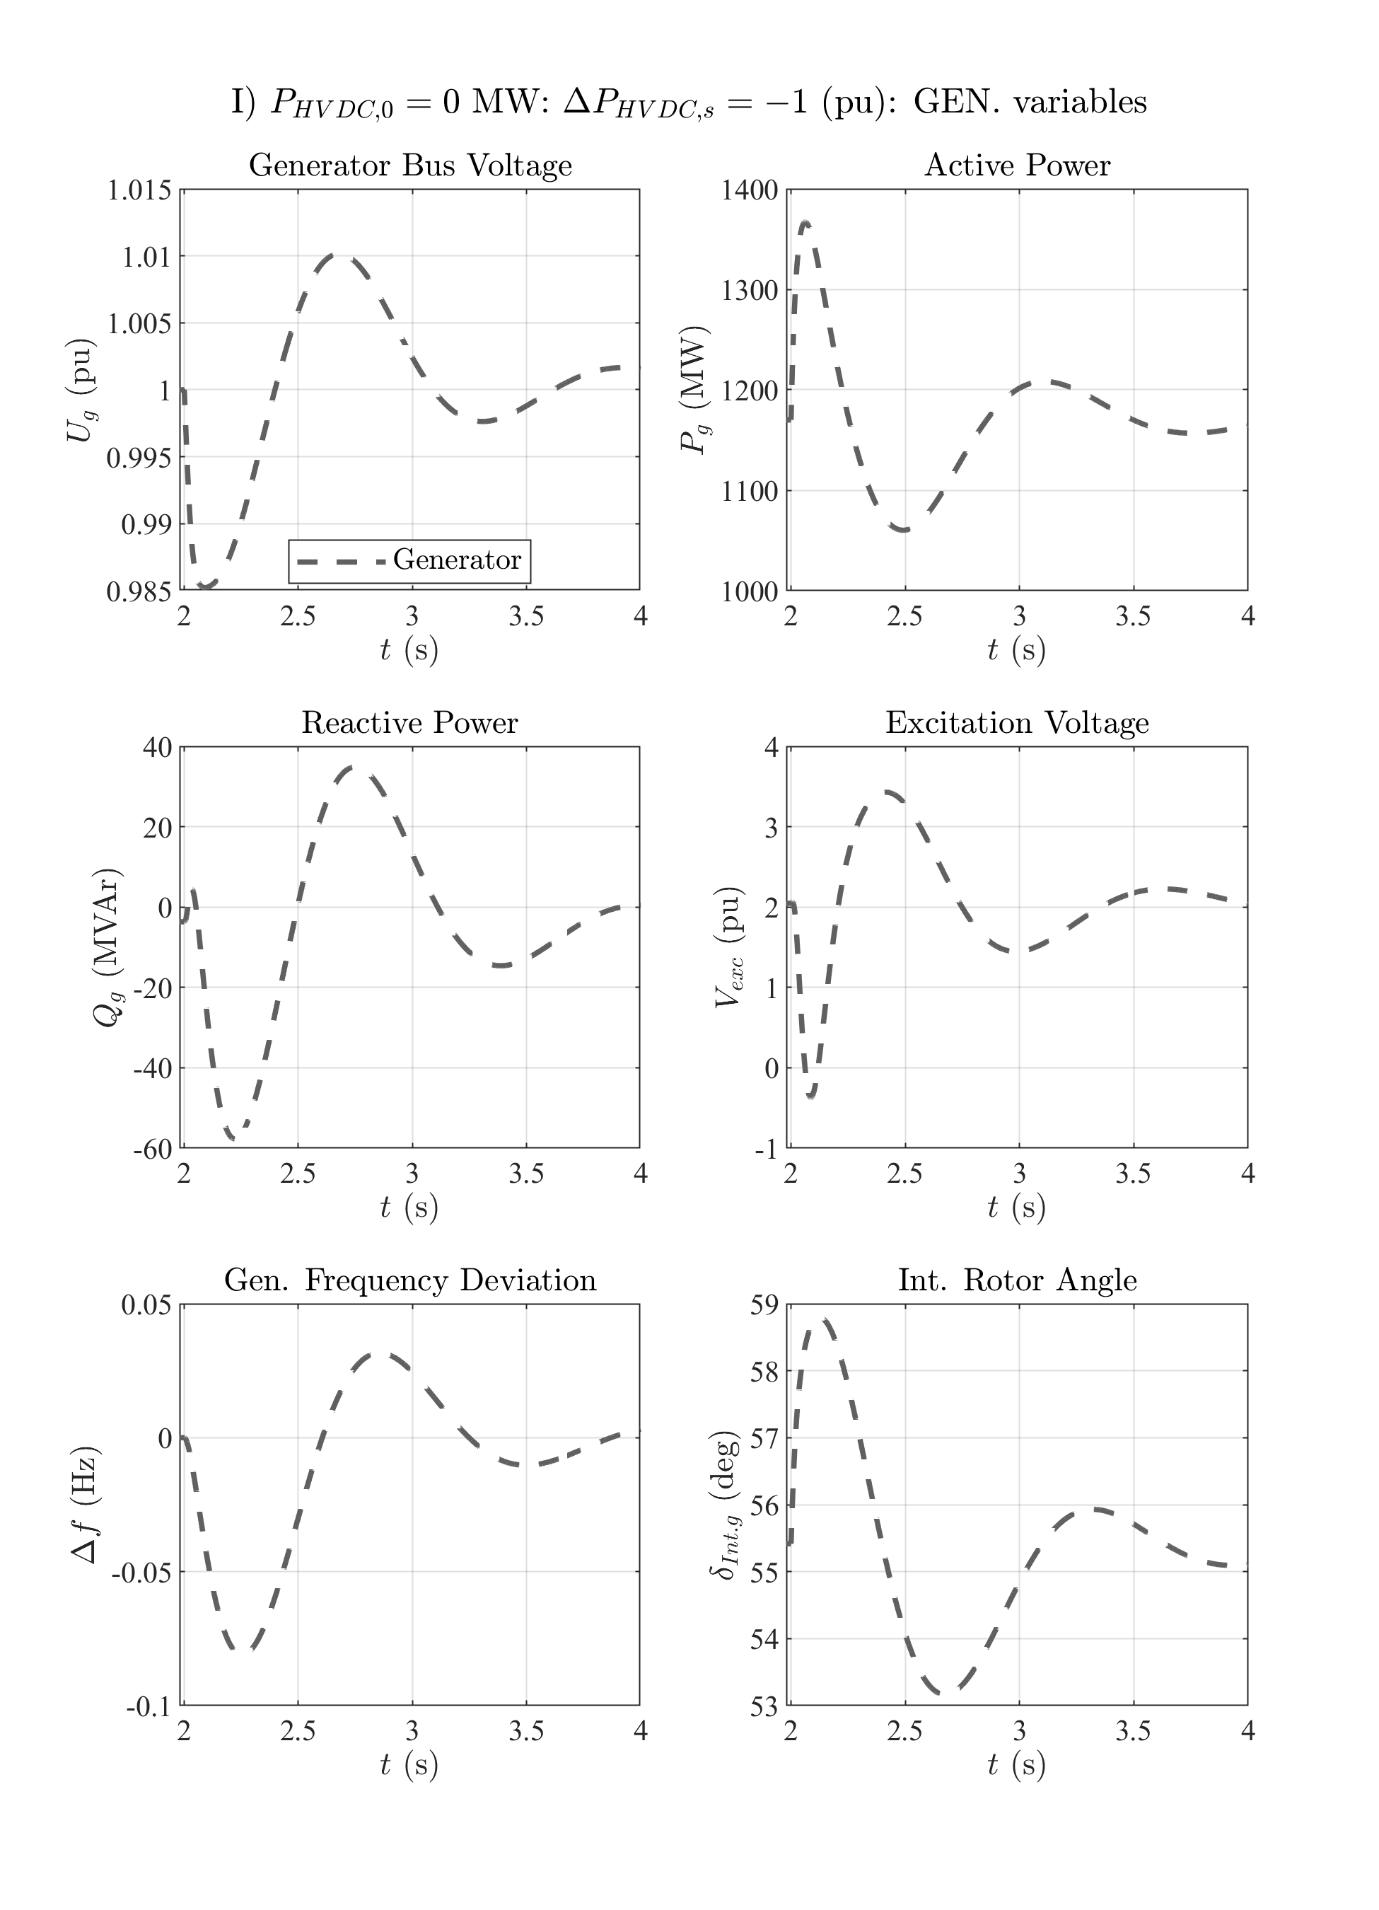 I) P_{HVDC,0} = 0 MW: ΔP_{HVDC,s} = −1 (pu): GEN. variables
Generator Bus Voltage
1.015
1.01
1.005
1
0.995
0.99
0.985
U_g (pu)
Generator
2 2.5 3 3.5 4
t (s)
Active Power
1400
1300
1200
1100
1000
P_g (MW)
2 2.5 3 3.5 4
t (s)
Reactive Power
40
20
0
-20
-40
-60
Q_g (MVAr)
2 2.5 3 3.5 4
t (s)
Excitation Voltage
4
3
2
1
0
-1
V_{exc} (pu)
2 2.5 3 3.5 4
t (s)
Gen. Frequency Deviation
0.05
0
-0.05
-0.1
Δf (Hz)
2 2.5 3 3.5 4
t (s)
Int. Rotor Angle
59
58
57
56
55
54
53
δ_{Int.g} (deg)
2 2.5 3 3.5 4
t (s)